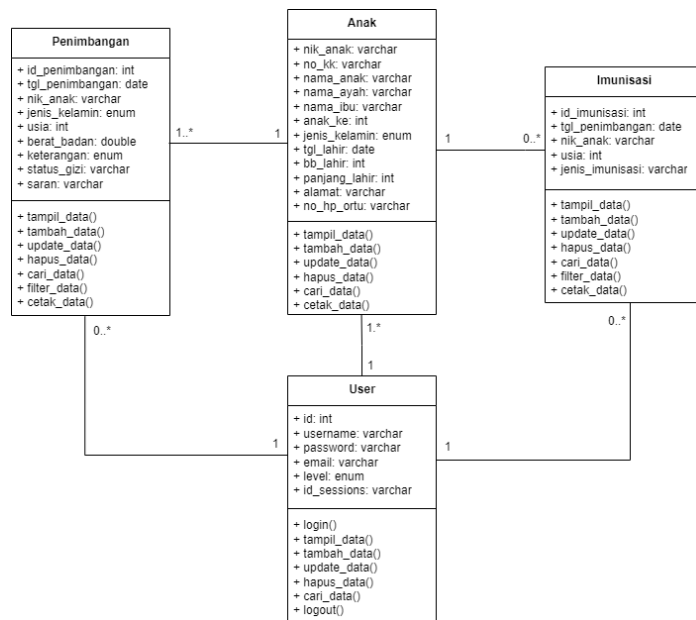 Penimbangan
+ id_penimbangan: int
+ tgl_penimbangan: date
+ nik_anak: varchar
+ jenis_kelamin: enum
+ usia: int
+ berat_badan: double
+ keterangan: enum
+ status_gizi: varchar
+ saran: varchar
+ tampil_data()
+ tambah_data()
+ update_data()
+ hapus_data()
+ cari_data()
+ filter_data()
+ cetak_data()
1..*
1
Anak
+ nik_anak: varchar
+ no_kk: varchar
+ nama_anak: varchar
+ nama_ayah: varchar
+ nama_ibu: varchar
+ anak_ke: int
+ jenis_kelamin: enum
+ tgl_lahir: date
+ bb_lahir: int
+ panjang_lahir: int
+ alamat: varchar
+ no_hp_ortu: varchar
+ tampil_data()
+ tambah_data()
+ update_data()
+ hapus_data()
+ cari_data()
+ cetak_data()
1
0..*
Imunisasi
+ id_imunisasi: int
+ tgl_penimbangan: date
+ nik_anak: varchar
+ usia: int
+ jenis_imunisasi: varchar
+ tampil_data()
+ tambah_data()
+ update_data()
+ hapus_data()
+ cari_data()
+ filter_data()
+ cetak_data()
0..*
1.*
0..*
1
1
1
User
+ id: int
+ username: varchar
+ password: varchar
+ email: varchar
+ level: enum
+ id_sessions: varchar
+ login()
+ tampil_data()
+ tambah_data()
+ update_data()
+ hapus_data()
+ cari_data()
+ logout()